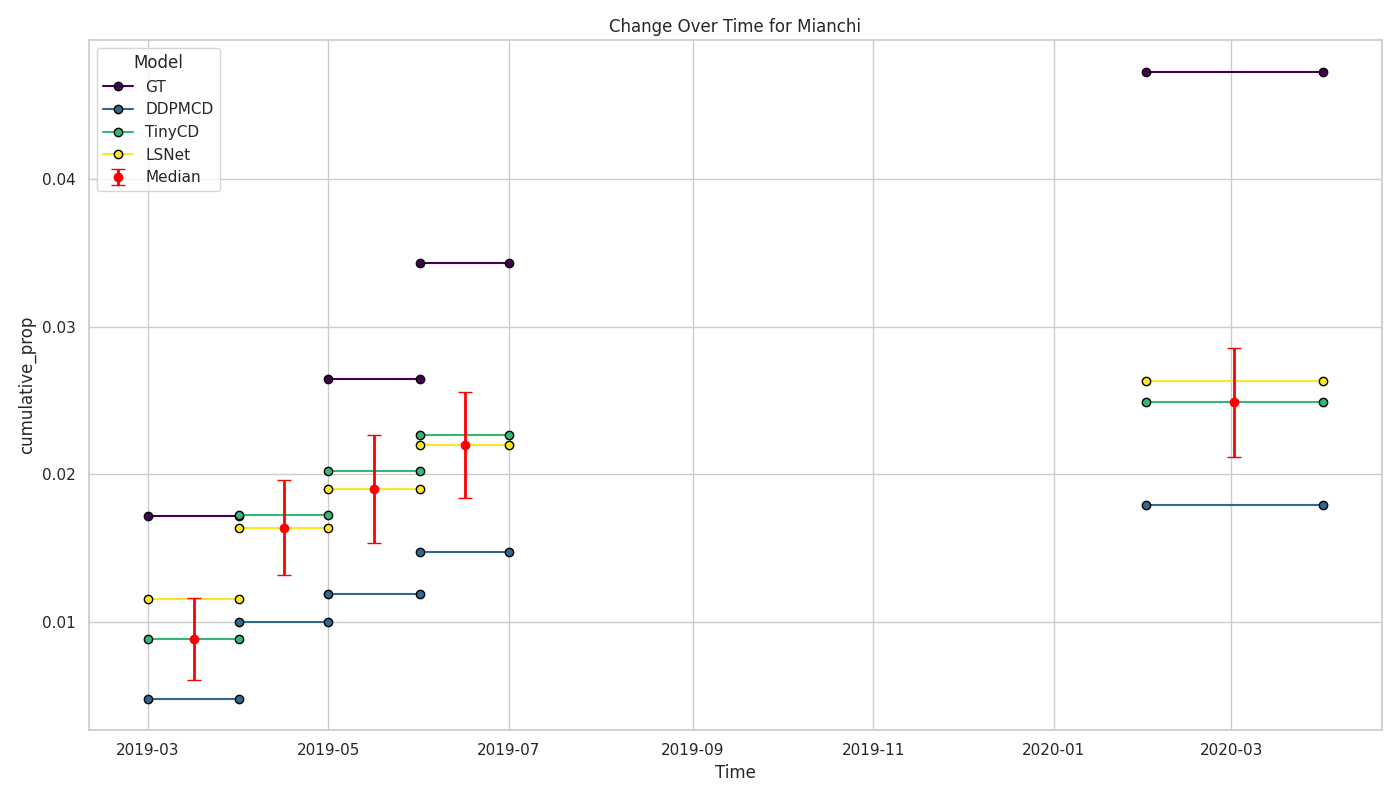 Change Over Time for Mianchi
Model
GT
DDPMCD
TinyCD
LSNet
Median
cumulative_prop
0.04
0.03
0.02
0.01
2019-03
2019-05
2019-07
2019-09
2019-11
2020-01
2020-03
Time